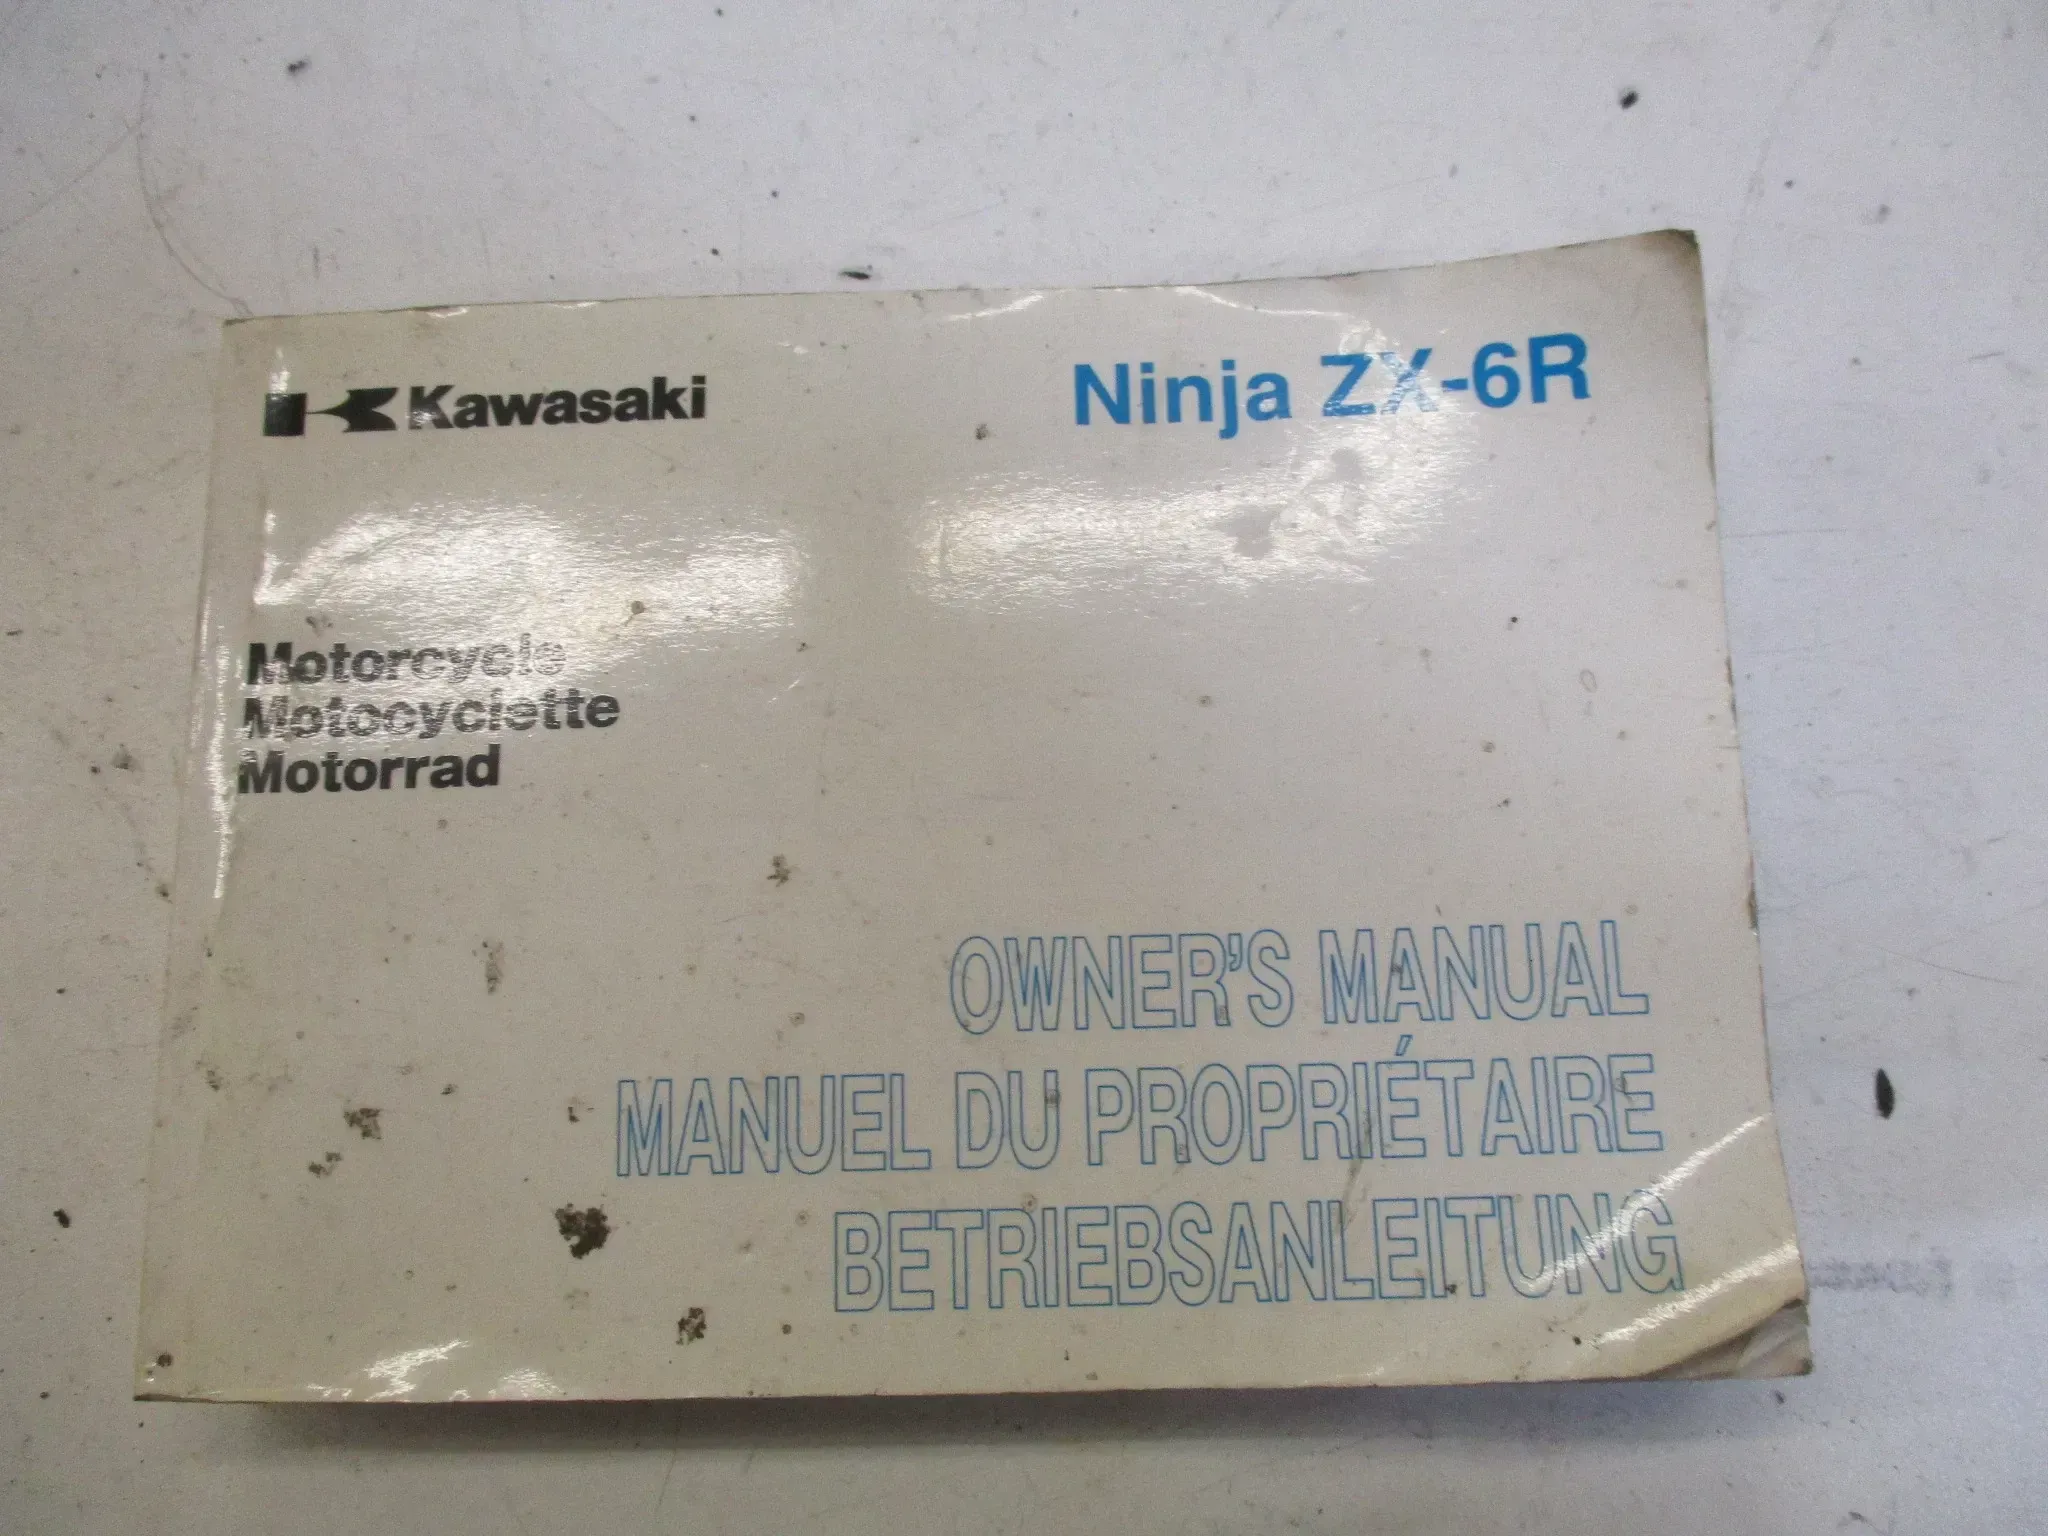 Kawasaki
Ninja ZX-6R
Motorcycle
Motocyclette
Motorrad
OWNER'S MANUAL
MANUEL DU PROPRIÉTAIRE
BETRIEBSANLEITUNG